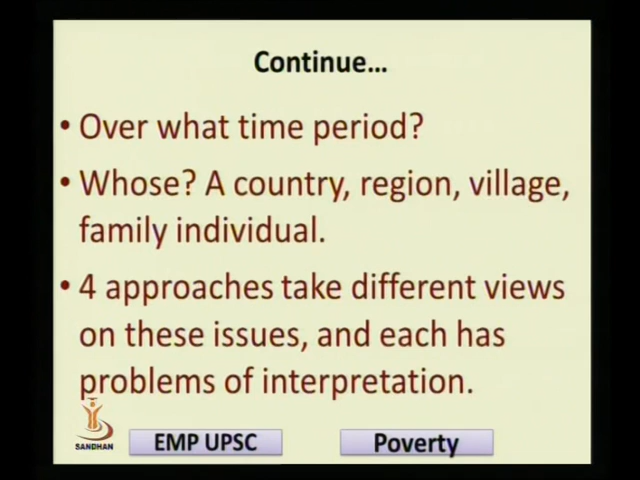 Continue...
• Over what time period?
• Whose? A country, region, village,
family individual.
• 4 approaches take different views
on these issues, and each has
problems of interpretation.
SANDHAN
EMP UPSC
Poverty